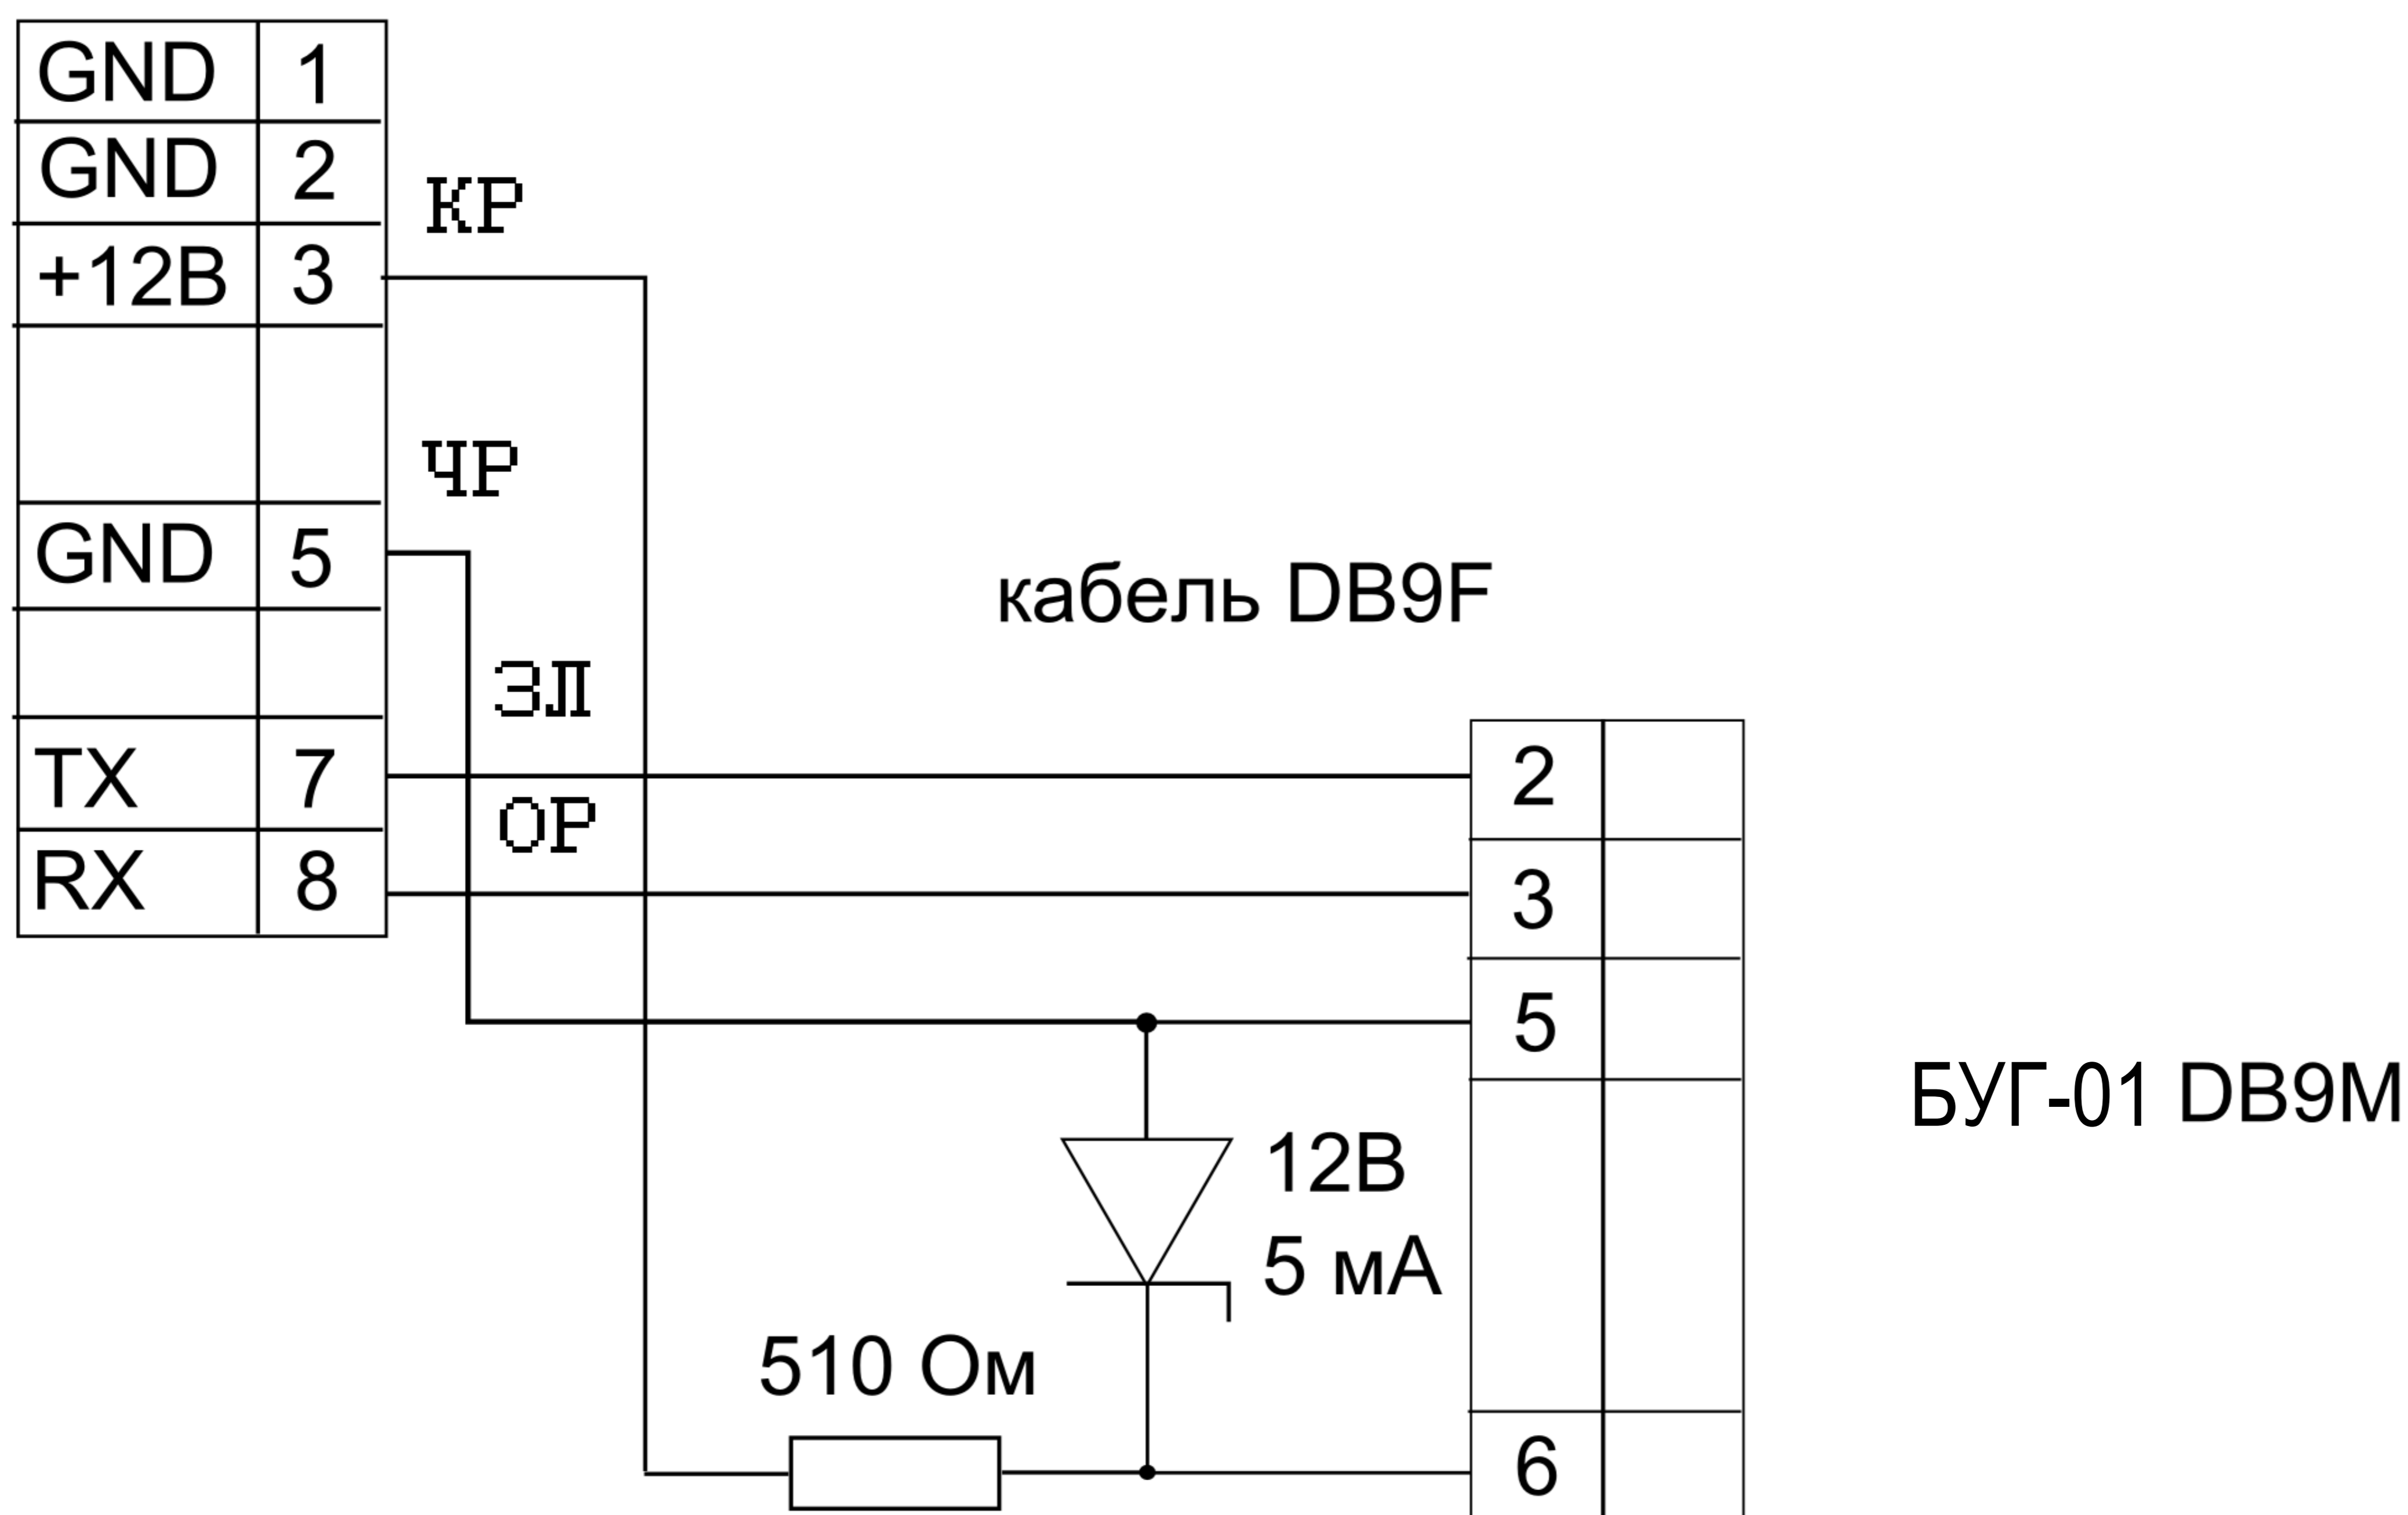 GND 1
GND 2
КР
+12В 3
ЧР
GND 5
кабель DB9F
ЗЛ
TX 7
2
ОР
RX 8
3
5
БУГ-01 DB9M
12В
5 мА
510 Ом
6